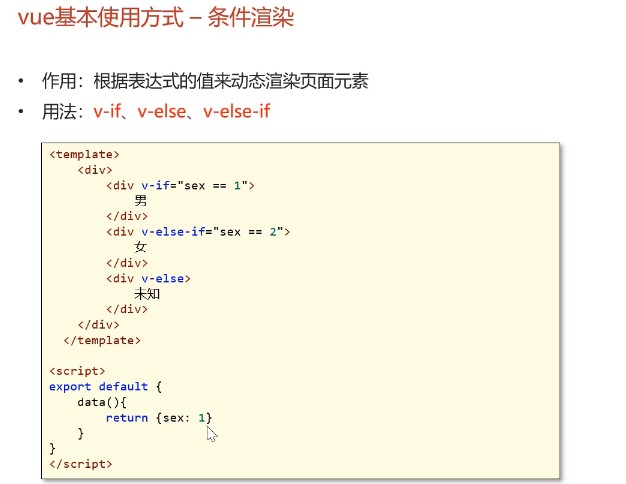 vue基本使用方式 – 条件渲染
• 作用：根据表达式的值来动态渲染页面元素
• 用法：v-if、v-else、v-else-if
<template>
    <div>
        <div v-if="sex == 1">
            男
        </div>
        <div v-else-if="sex == 2">
            女
        </div>
        <div v-else>
            未知
        </div>
    </div>
  </template>

<script>
export default {
    data(){
        return {sex: 1}
    }
}
</script>